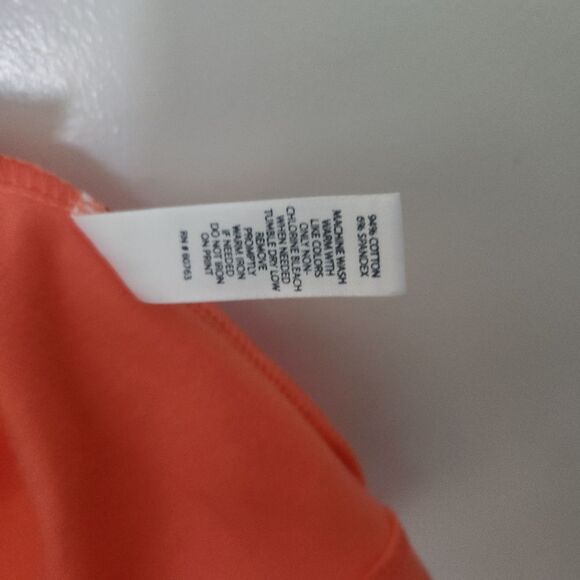 94% COTTON
6% SPANDEX
MACHINE WASH
WARM WITH
LIKE COLORS
ONLY NON-
CHLORINE BLEACH
WHEN NEEDED
TUMBLE DRY LOW
REMOVE
PROMPTLY
WARM IRON
IF NEEDED
DO NOT IRON
ON PRINT
RN # 60763